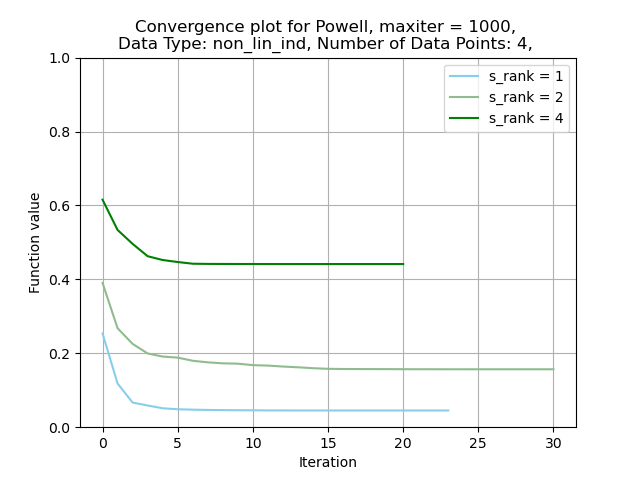 Convergence plot for Powell, maxiter = 1000,
Data Type: non_lin_ind, Number of Data Points: 4,
s_rank = 1
s_rank = 2
s_rank = 4
Function value
1.0
0.8
0.6
0.4
0.2
0.0
0 5 10 15 20 25 30
Iteration